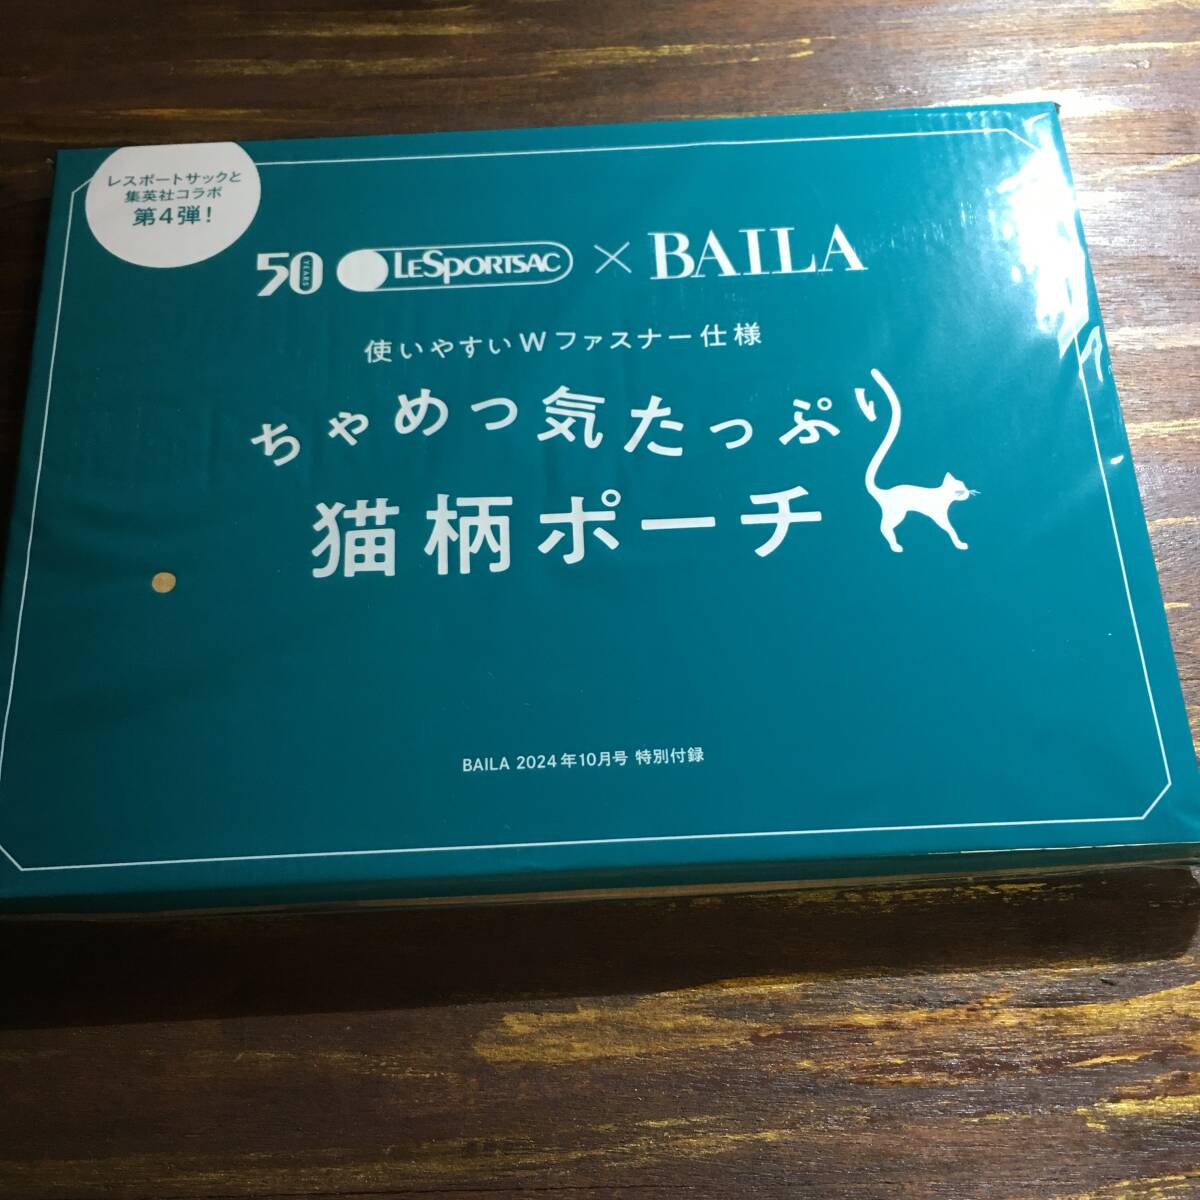 レスポートサックと
集英社コラボ
第4弾!
50 YEARS LESPORTSAC × BAILA
使いやすいWファスナー仕様
ちゃめっ気たっぷり
猫柄ポーチ
BAILA 2024年10月号 特別付録